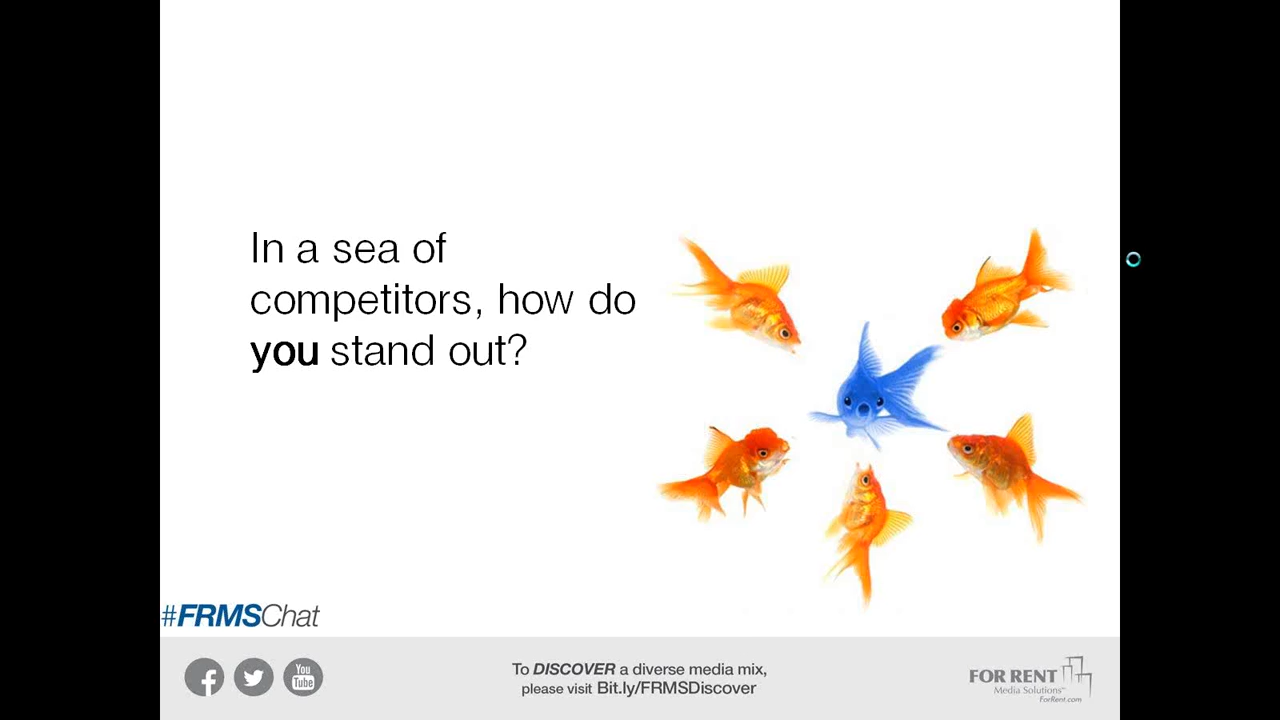 In a sea of
competitors, how do
you stand out?
#FRMSChat
You
Tube
To DISCOVER a diverse media mix,
please visit Bit.ly/FRMSDiscover
FOR RENT
Media Solutions™
ForRent.com